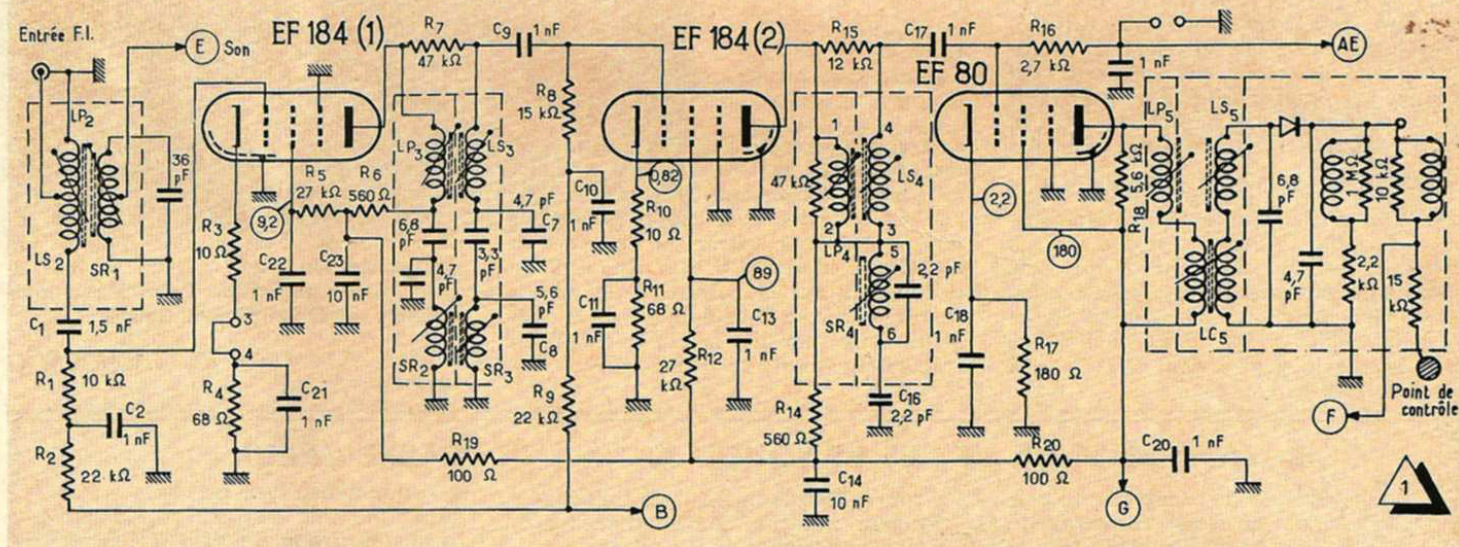 Entrée F.I.
E Son
EF 184 (1)
R7
47 kΩ
C9
1 nF
EF 184 (2)
R15
12 kΩ
C17
1 nF
EF 80
R16
2,7 kΩ
1 nF
AE
LP2
36 pF
LS2
SR1
R3
10 Ω
9,2
R5
27 kΩ
R6
560 Ω
LP3
LS3
R8
15 kΩ
C10
1 nF
0,82
R10
10 Ω
1
4
47 kΩ
LS4
2
3
LP4
5
2,2 pF
SR4
6
2,2
180
R18 5,6 kΩ
LP5
LS5
6,8 pF
1 MΩ
10 kΩ
4,7 pF
2,2 kΩ
15 kΩ
LC5
C22
1 nF
C23
10 nF
6,8 pF
4,7 pF
C7
4,7 pF
3,3 pF
5,6 pF
C8
SR2
SR3
C11
1 nF
R11
68 Ω
89
C13
1 nF
R12
27 kΩ
C18
1 nF
R17
180 Ω
C1
1,5 nF
3
4
R1
10 kΩ
C2
1 nF
R4
68 Ω
C21
1 nF
R9
22 kΩ
R14
560 Ω
C16
2,2 pF
Point de contrôle
F
R2
22 kΩ
R19
100 Ω
C14
10 nF
R20
100 Ω
C20
1 nF
B
G
1